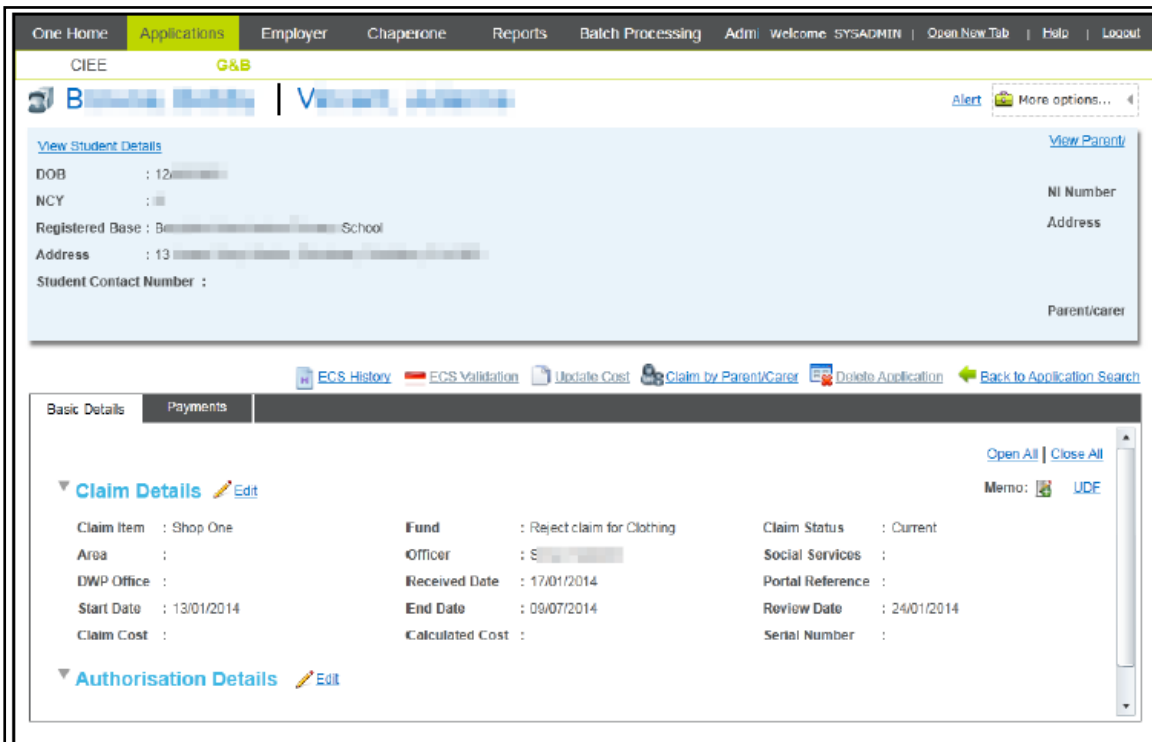 One Home Applications Employer Chaperone Reports Batch Processing Admi Welcome SYSADMIN | Open New Tab | Help | Logout
CIEE G&B
Alert More options...
View Student Details View Parent/
DOB : 12/
NCY : NI Number
Registered Base : B School Address
Address : 13
Student Contact Number :
Parent/carer
ECS History ECS Validation Update Cost Claim by Parent/Carer Delete Application Back to Application Search
Basic Details Payments
Open All | Close All
Claim Details Edit Memo: UDF
Claim Item : Shop One Fund : Reject claim for Clothing Claim Status : Current
Area : Officer : S Social Services :
DWP Office : Received Date : 17/01/2014 Portal Reference :
Start Date : 13/01/2014 End Date : 09/07/2014 Review Date : 24/01/2014
Claim Cost : Calculated Cost : Serial Number :
Authorisation Details Edit